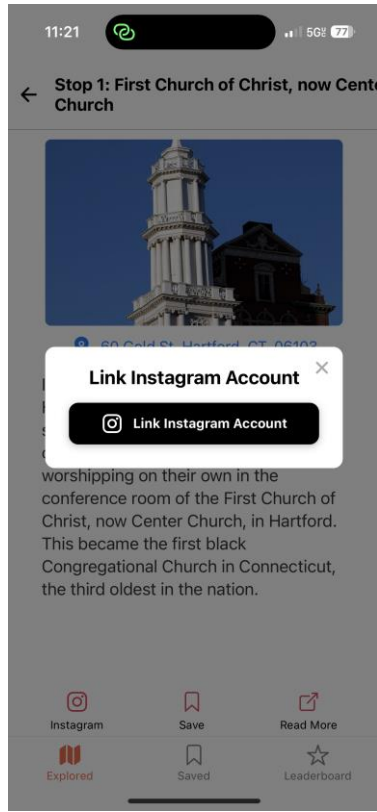 11:21
5G
77
Stop 1: First Church of Christ, now Cente
Church
60 Gold St, Hartford, CT, 06103
Link Instagram Account
Link Instagram Account
worshipping on their own in the
conference room of the First Church of
Christ, now Center Church, in Hartford.
This became the first black
Congregational Church in Connecticut,
the third oldest in the nation.
Instagram
Save
Read More
Explored
Saved
Leaderboard